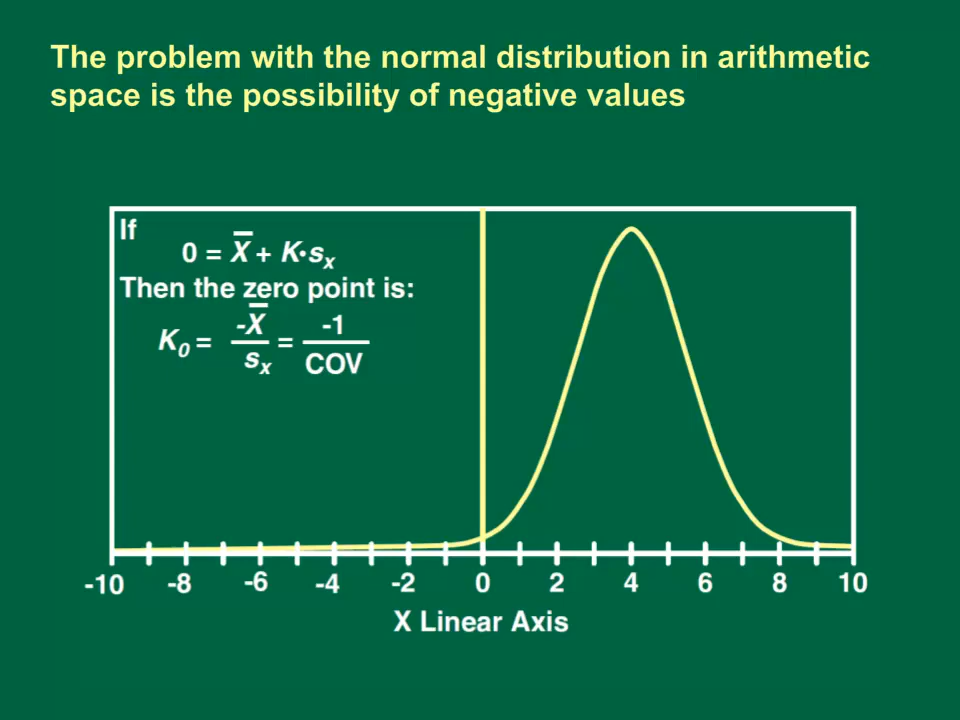 The problem with the normal distribution in arithmetic
space is the possibility of negative values
If
0 = X̅ + K·sₓ
Then the zero point is:
K₀ = -X̅/sₓ = -1/COV
-10 -8 -6 -4 -2 0 2 4 6 8 10
X Linear Axis